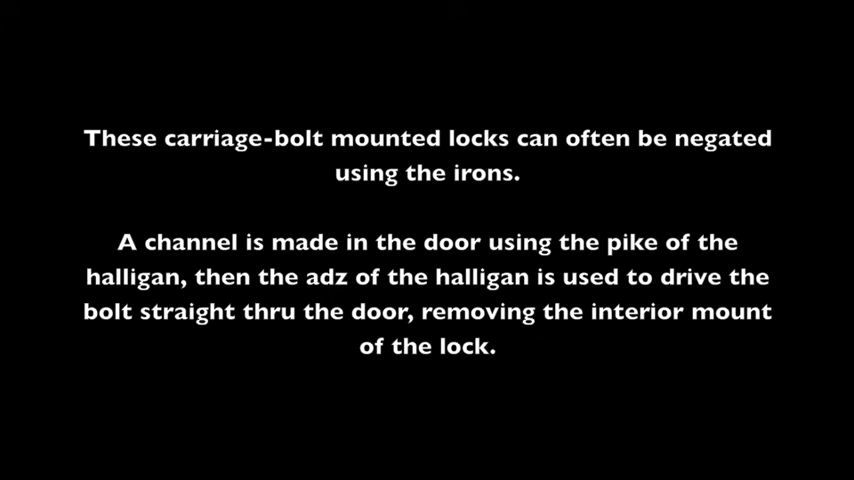 These carriage-bolt mounted locks can often be negated
using the irons.
A channel is made in the door using the pike of the
halligan, then the adz of the halligan is used to drive the
bolt straight thru the door, removing the interior mount
of the lock.